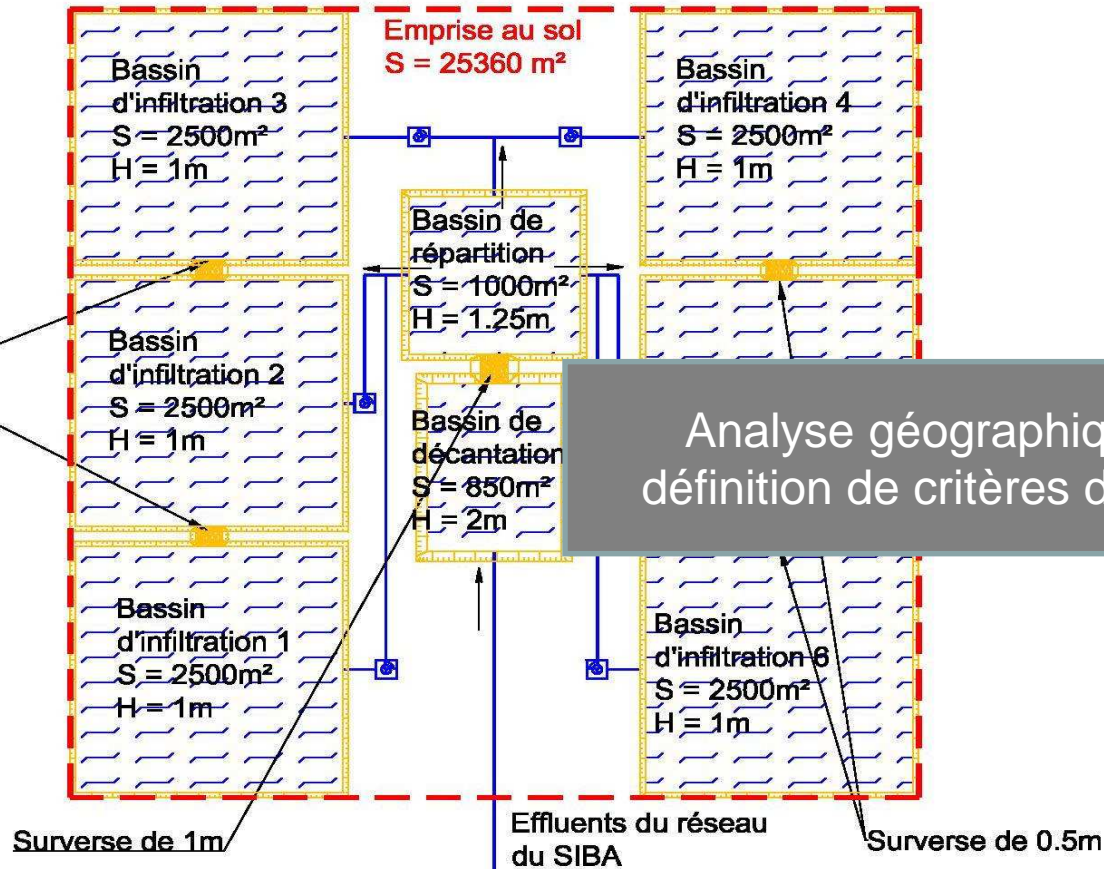 Emprise au sol
S = 25360 m²
Bassin
d'infiltration 3
S = 2500m²
H = 1m
Bassin
d'infiltration 4
S = 2500m²
H = 1m
Bassin de
répartition
S = 1000m²
H = 1.25m
Bassin
d'infiltration 2
S = 2500m²
H = 1m
Bassin de
décantation
S = 850m²
H = 2m
Analyse géographiq
définition de critères d
Bassin
d'infiltration 1
S = 2500m²
H = 1m
Bassin
d'infiltration 6
S = 2500m²
H = 1m
Surverse de 1m
Effluents du réseau
du SIBA
Surverse de 0.5m